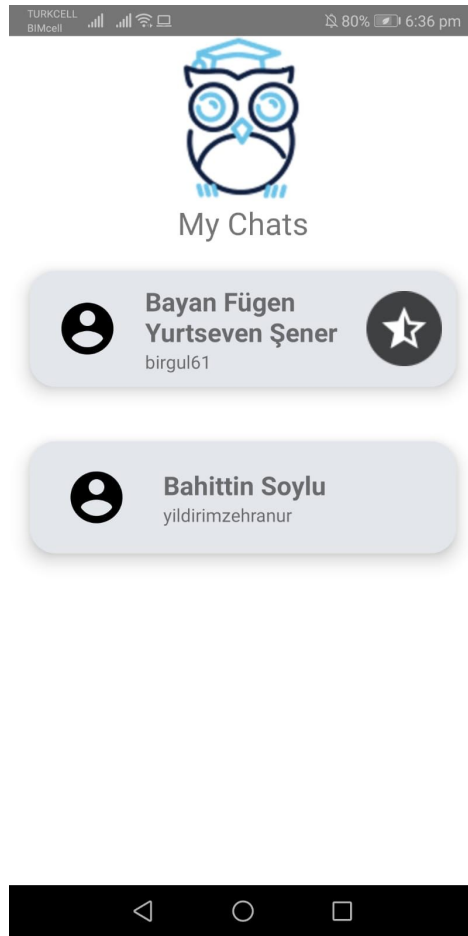 TURKCELL
BIMcell
80% 6:36 pm
My Chats
Bayan Fügen
Yurtseven Şener
birgul61
Bahittin Soylu
yildirimzehranur